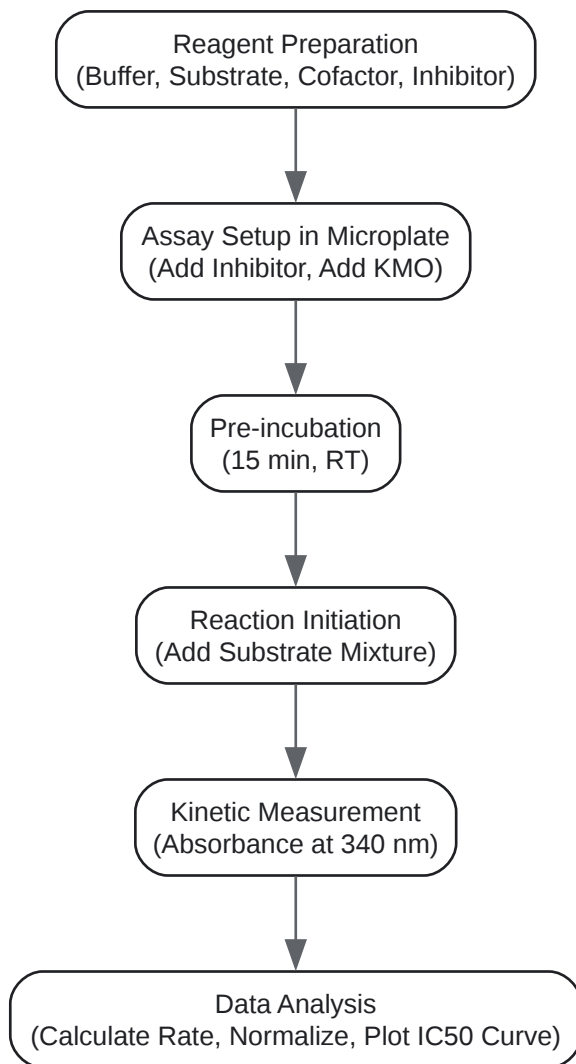 Reagent Preparation
(Buffer, Substrate, Cofactor, Inhibitor)
Assay Setup in Microplate
(Add Inhibitor, Add KMO)
Pre-incubation
(15 min, RT)
Reaction Initiation
(Add Substrate Mixture)
Kinetic Measurement
(Absorbance at 340 nm)
Data Analysis
(Calculate Rate, Normalize, Plot IC50 Curve)